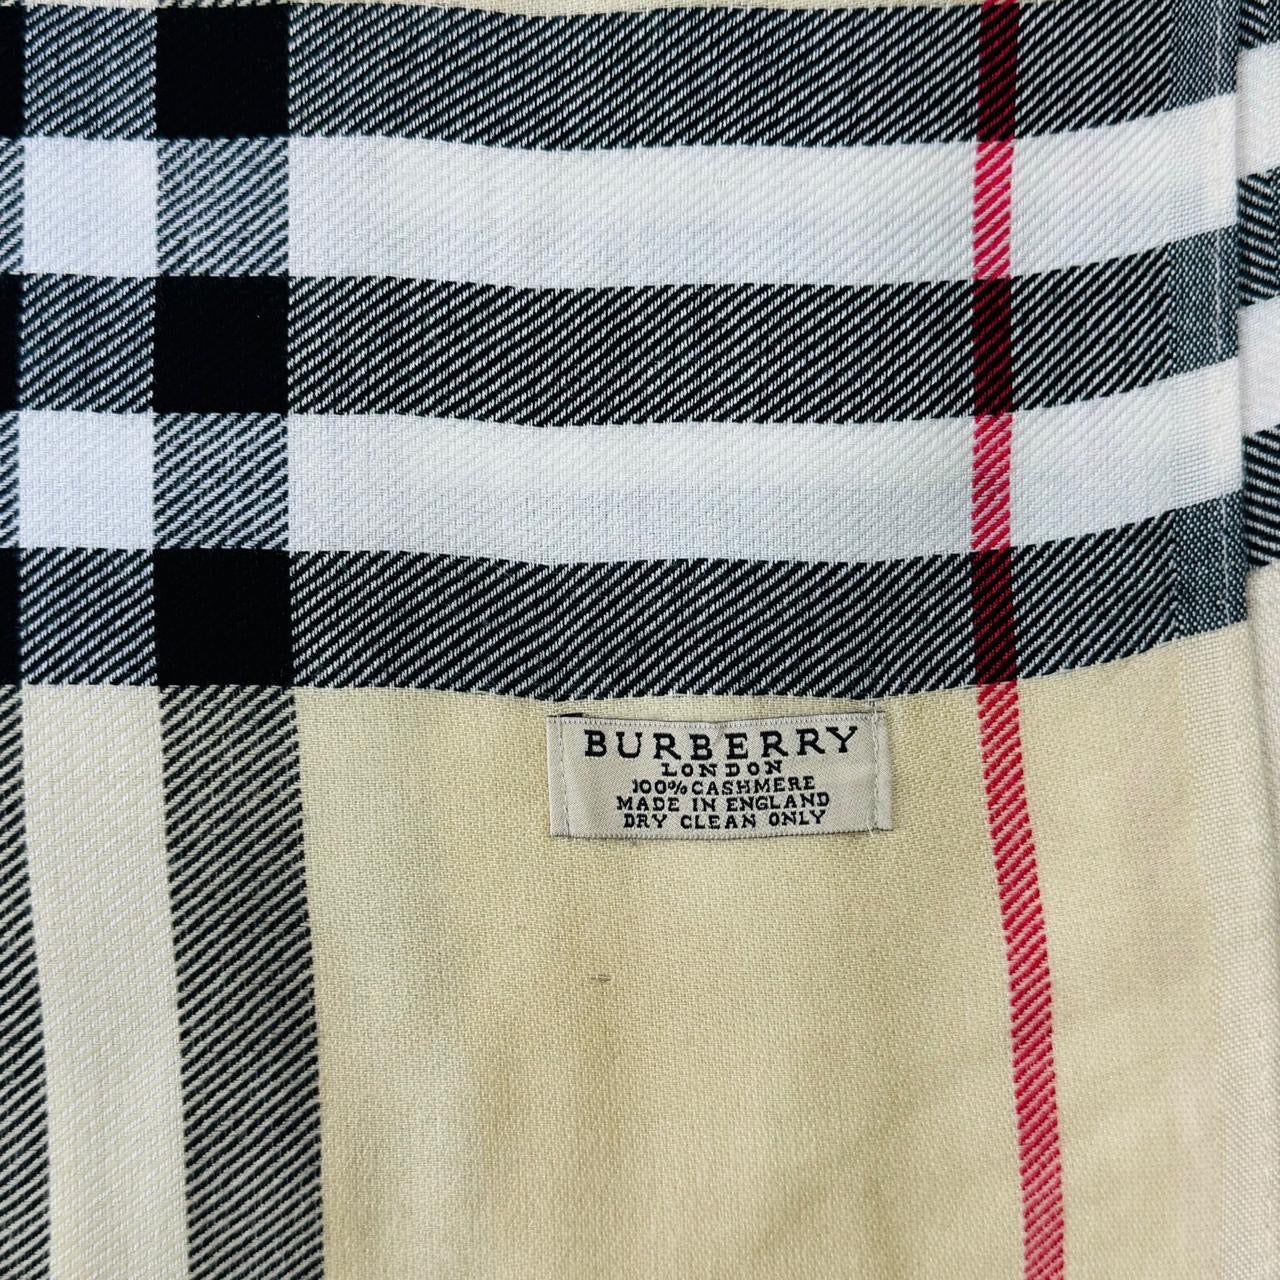 BURBERRY
LONDON
100% CASHMERE
MADE IN ENGLAND
DRY CLEAN ONLY